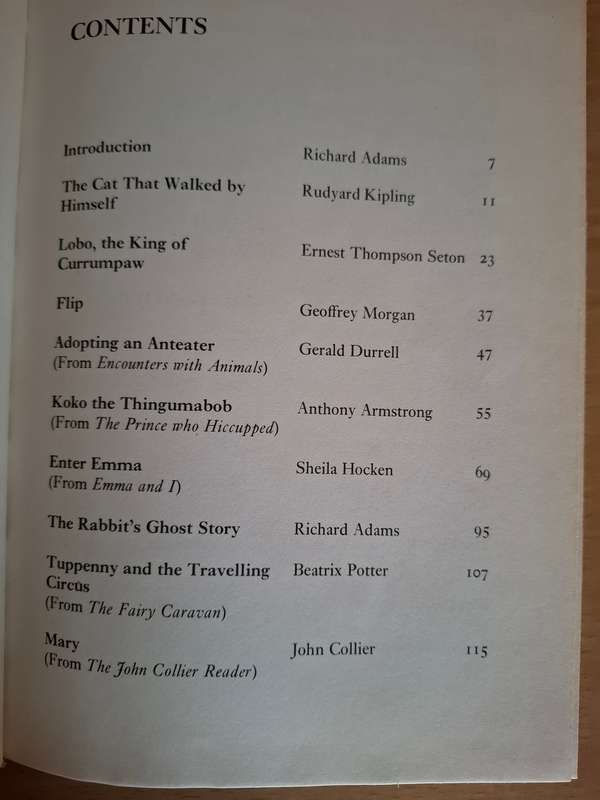 CONTENTS
Introduction Richard Adams 7
The Cat That Walked by Rudyard Kipling 11
Himself
Lobo, the King of Ernest Thompson Seton 23
Currumpaw
Flip Geoffrey Morgan 37
Adopting an Anteater Gerald Durrell 47
(From Encounters with Animals)
Koko the Thingumabob Anthony Armstrong 55
(From The Prince who Hiccupped)
Enter Emma Sheila Hocken 69
(From Emma and I)
The Rabbit's Ghost Story Richard Adams 95
Tuppenny and the Travelling Beatrix Potter 107
Circus
(From The Fairy Caravan)
Mary John Collier 115
(From The John Collier Reader)